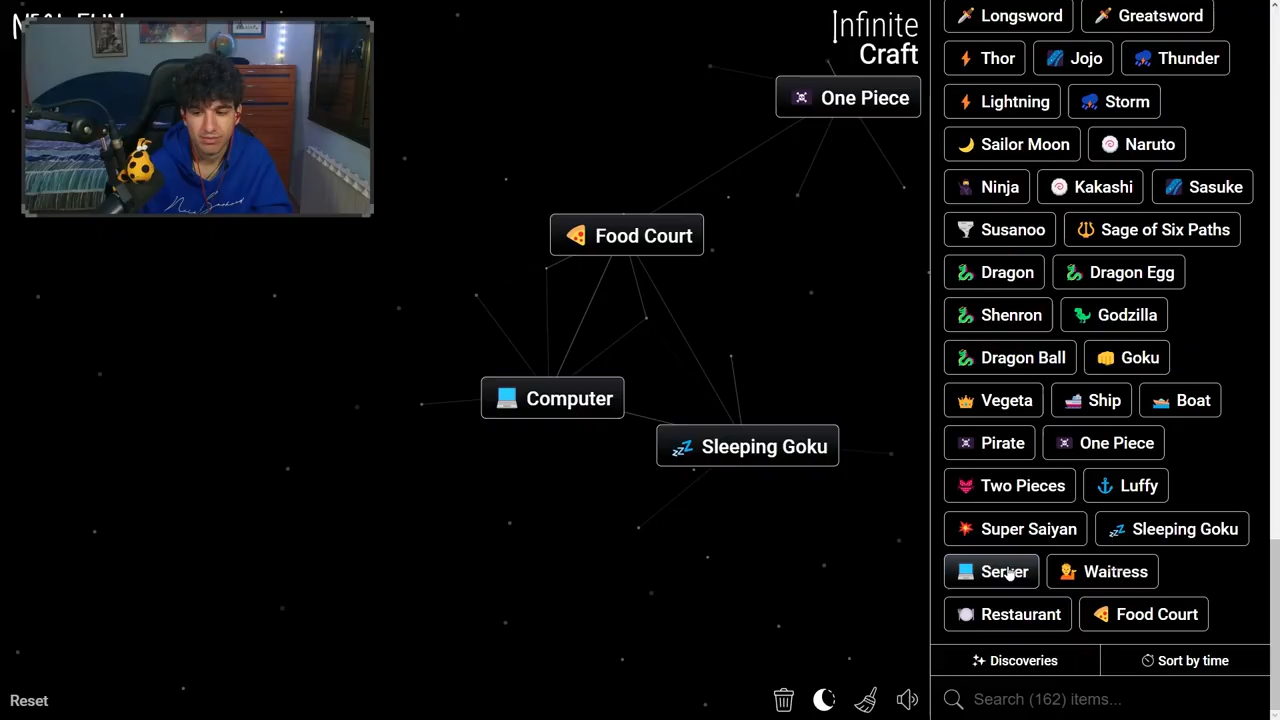 Infinite
Craft
One Piece
Food Court
Computer
Sleeping Goku
Reset
Longsword
Greatsword
Thor
Jojo
Thunder
Lightning
Storm
Sailor Moon
Naruto
Ninja
Kakashi
Sasuke
Susanoo
Sage of Six Paths
Dragon
Dragon Egg
Shenron
Godzilla
Dragon Ball
Goku
Vegeta
Ship
Boat
Pirate
One Piece
Two Pieces
Luffy
Super Saiyan
Sleeping Goku
Server
Waitress
Restaurant
Food Court
Discoveries
Sort by time
Search (162) items...